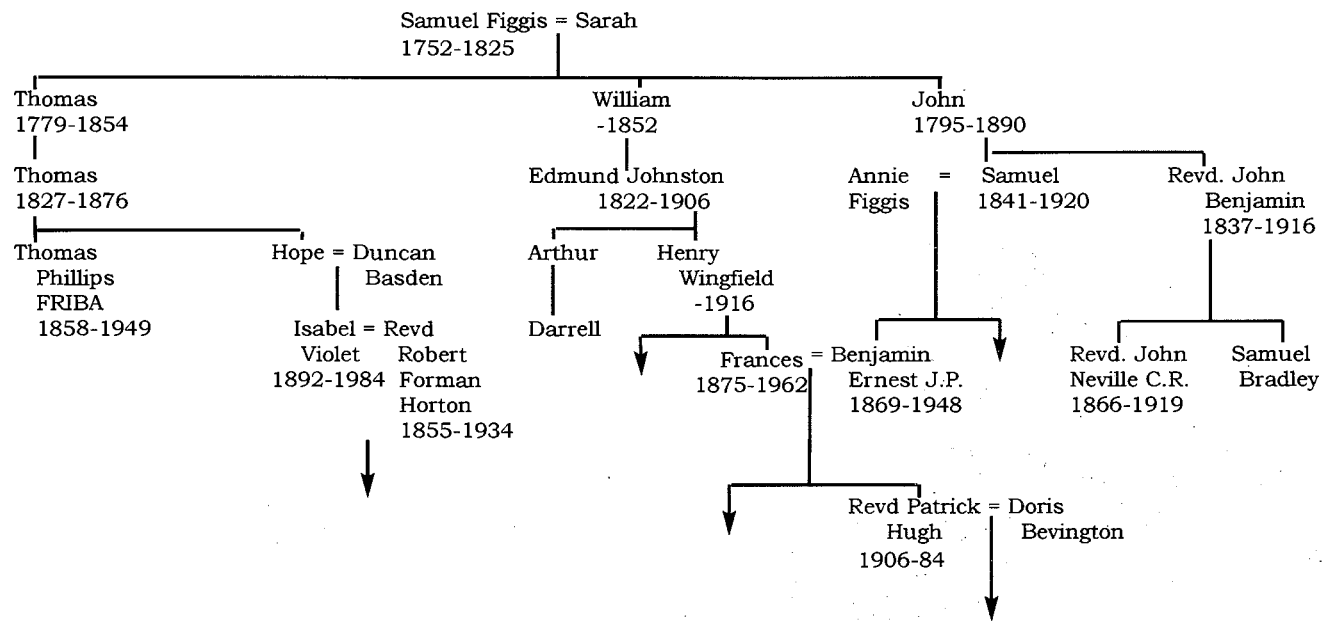 Samuel Figgis = Sarah
1752-1825
Thomas William John
1779-1854 -1852 1795-1890
Thomas Edmund Johnston Annie = Samuel Revd. John
1827-1876 1822-1906 Figgis 1841-1920 Benjamin
1837-1916
Thomas Hope = Duncan Arthur Henry
Phillips Basden Wingfield
FRIBA -1916
1858-1949 Isabel = Revd Darrell
Violet Robert Frances = Benjamin Revd. John Samuel
1892-1984 Forman 1875-1962 Ernest J.P. Neville C.R. Bradley
Horton 1869-1948 1866-1919
1855-1934
Revd Patrick = Doris
Hugh Bevington
1906-84